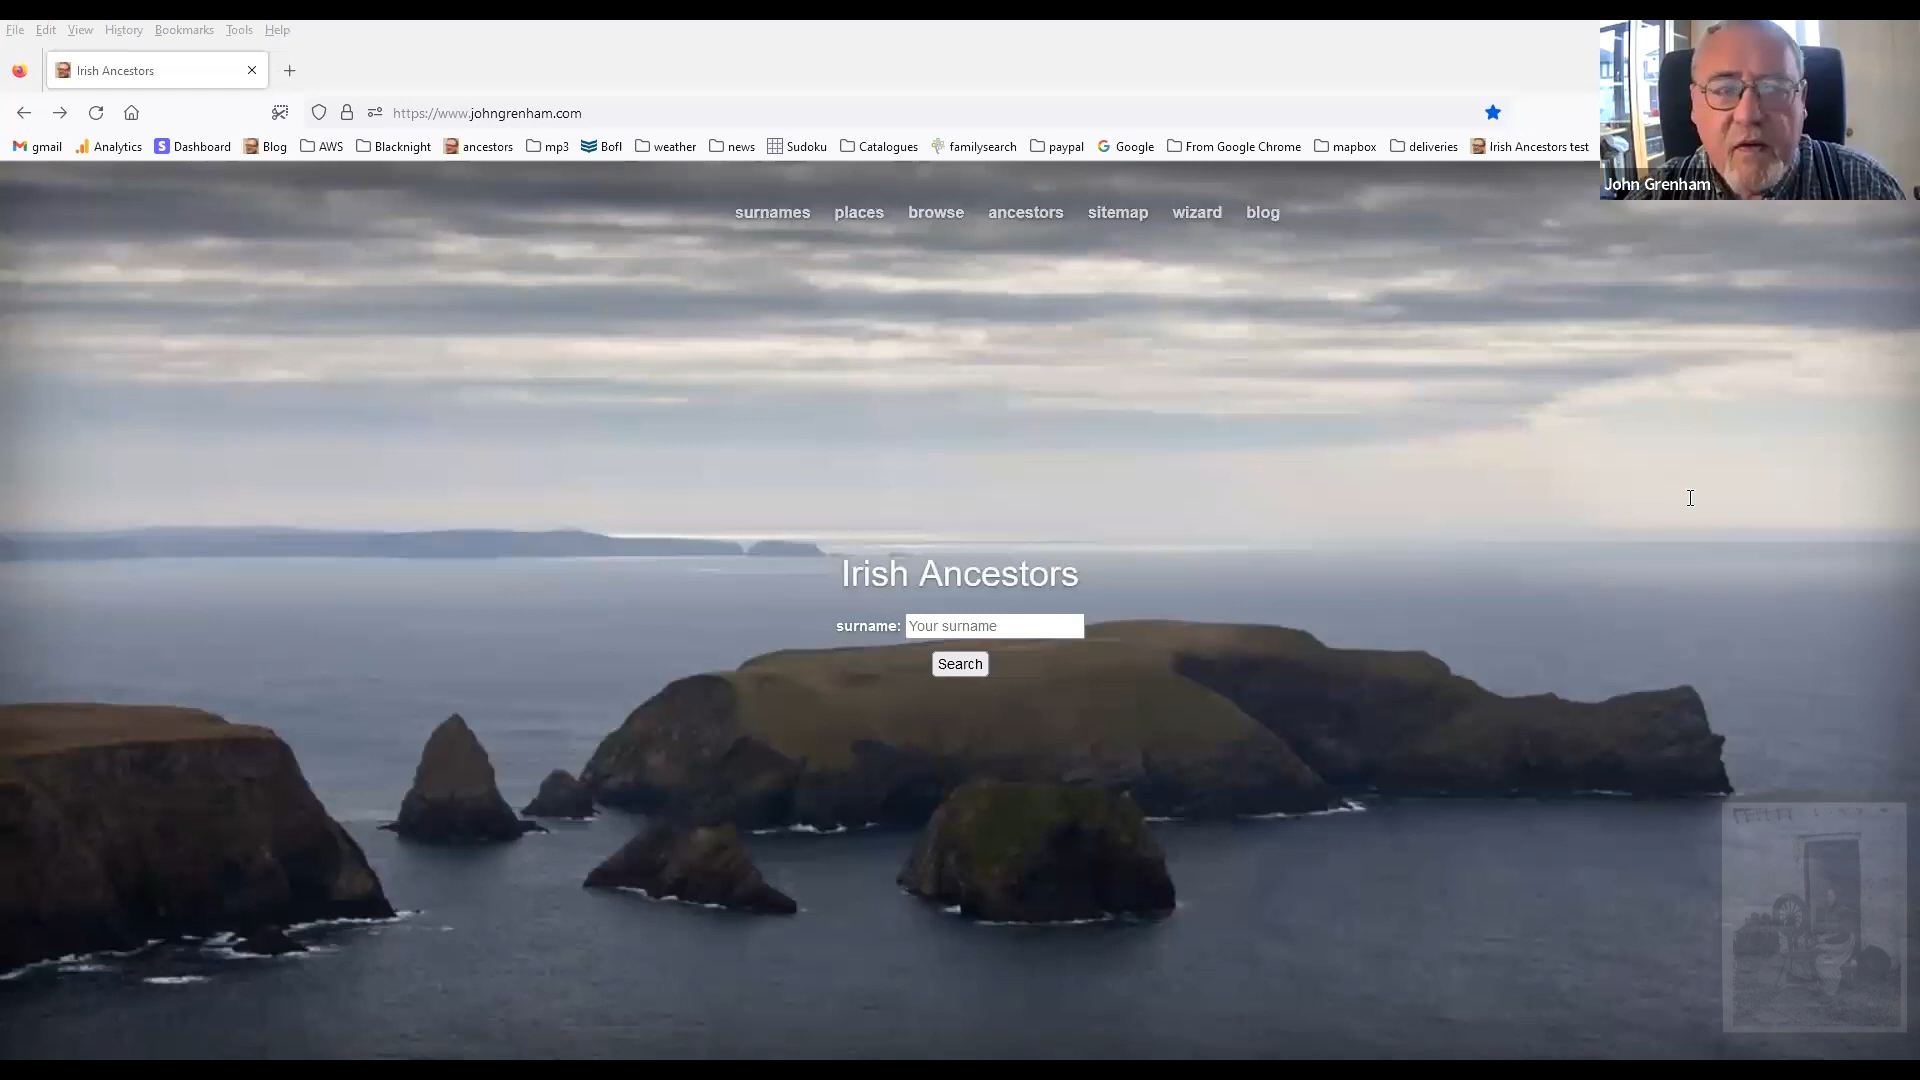 File Edit View History Bookmarks Tools Help
Irish Ancestors
https://www.johngrenham.com
gmail Analytics Dashboard Blog AWS Blacknight ancestors mp3 BofI weather news Sudoku Catalogues familysearch paypal Google From Google Chrome mapbox deliveries Irish Ancestors test
John Grenham
surnames places browse ancestors sitemap wizard blog
Irish Ancestors
surname: Your surname
Search